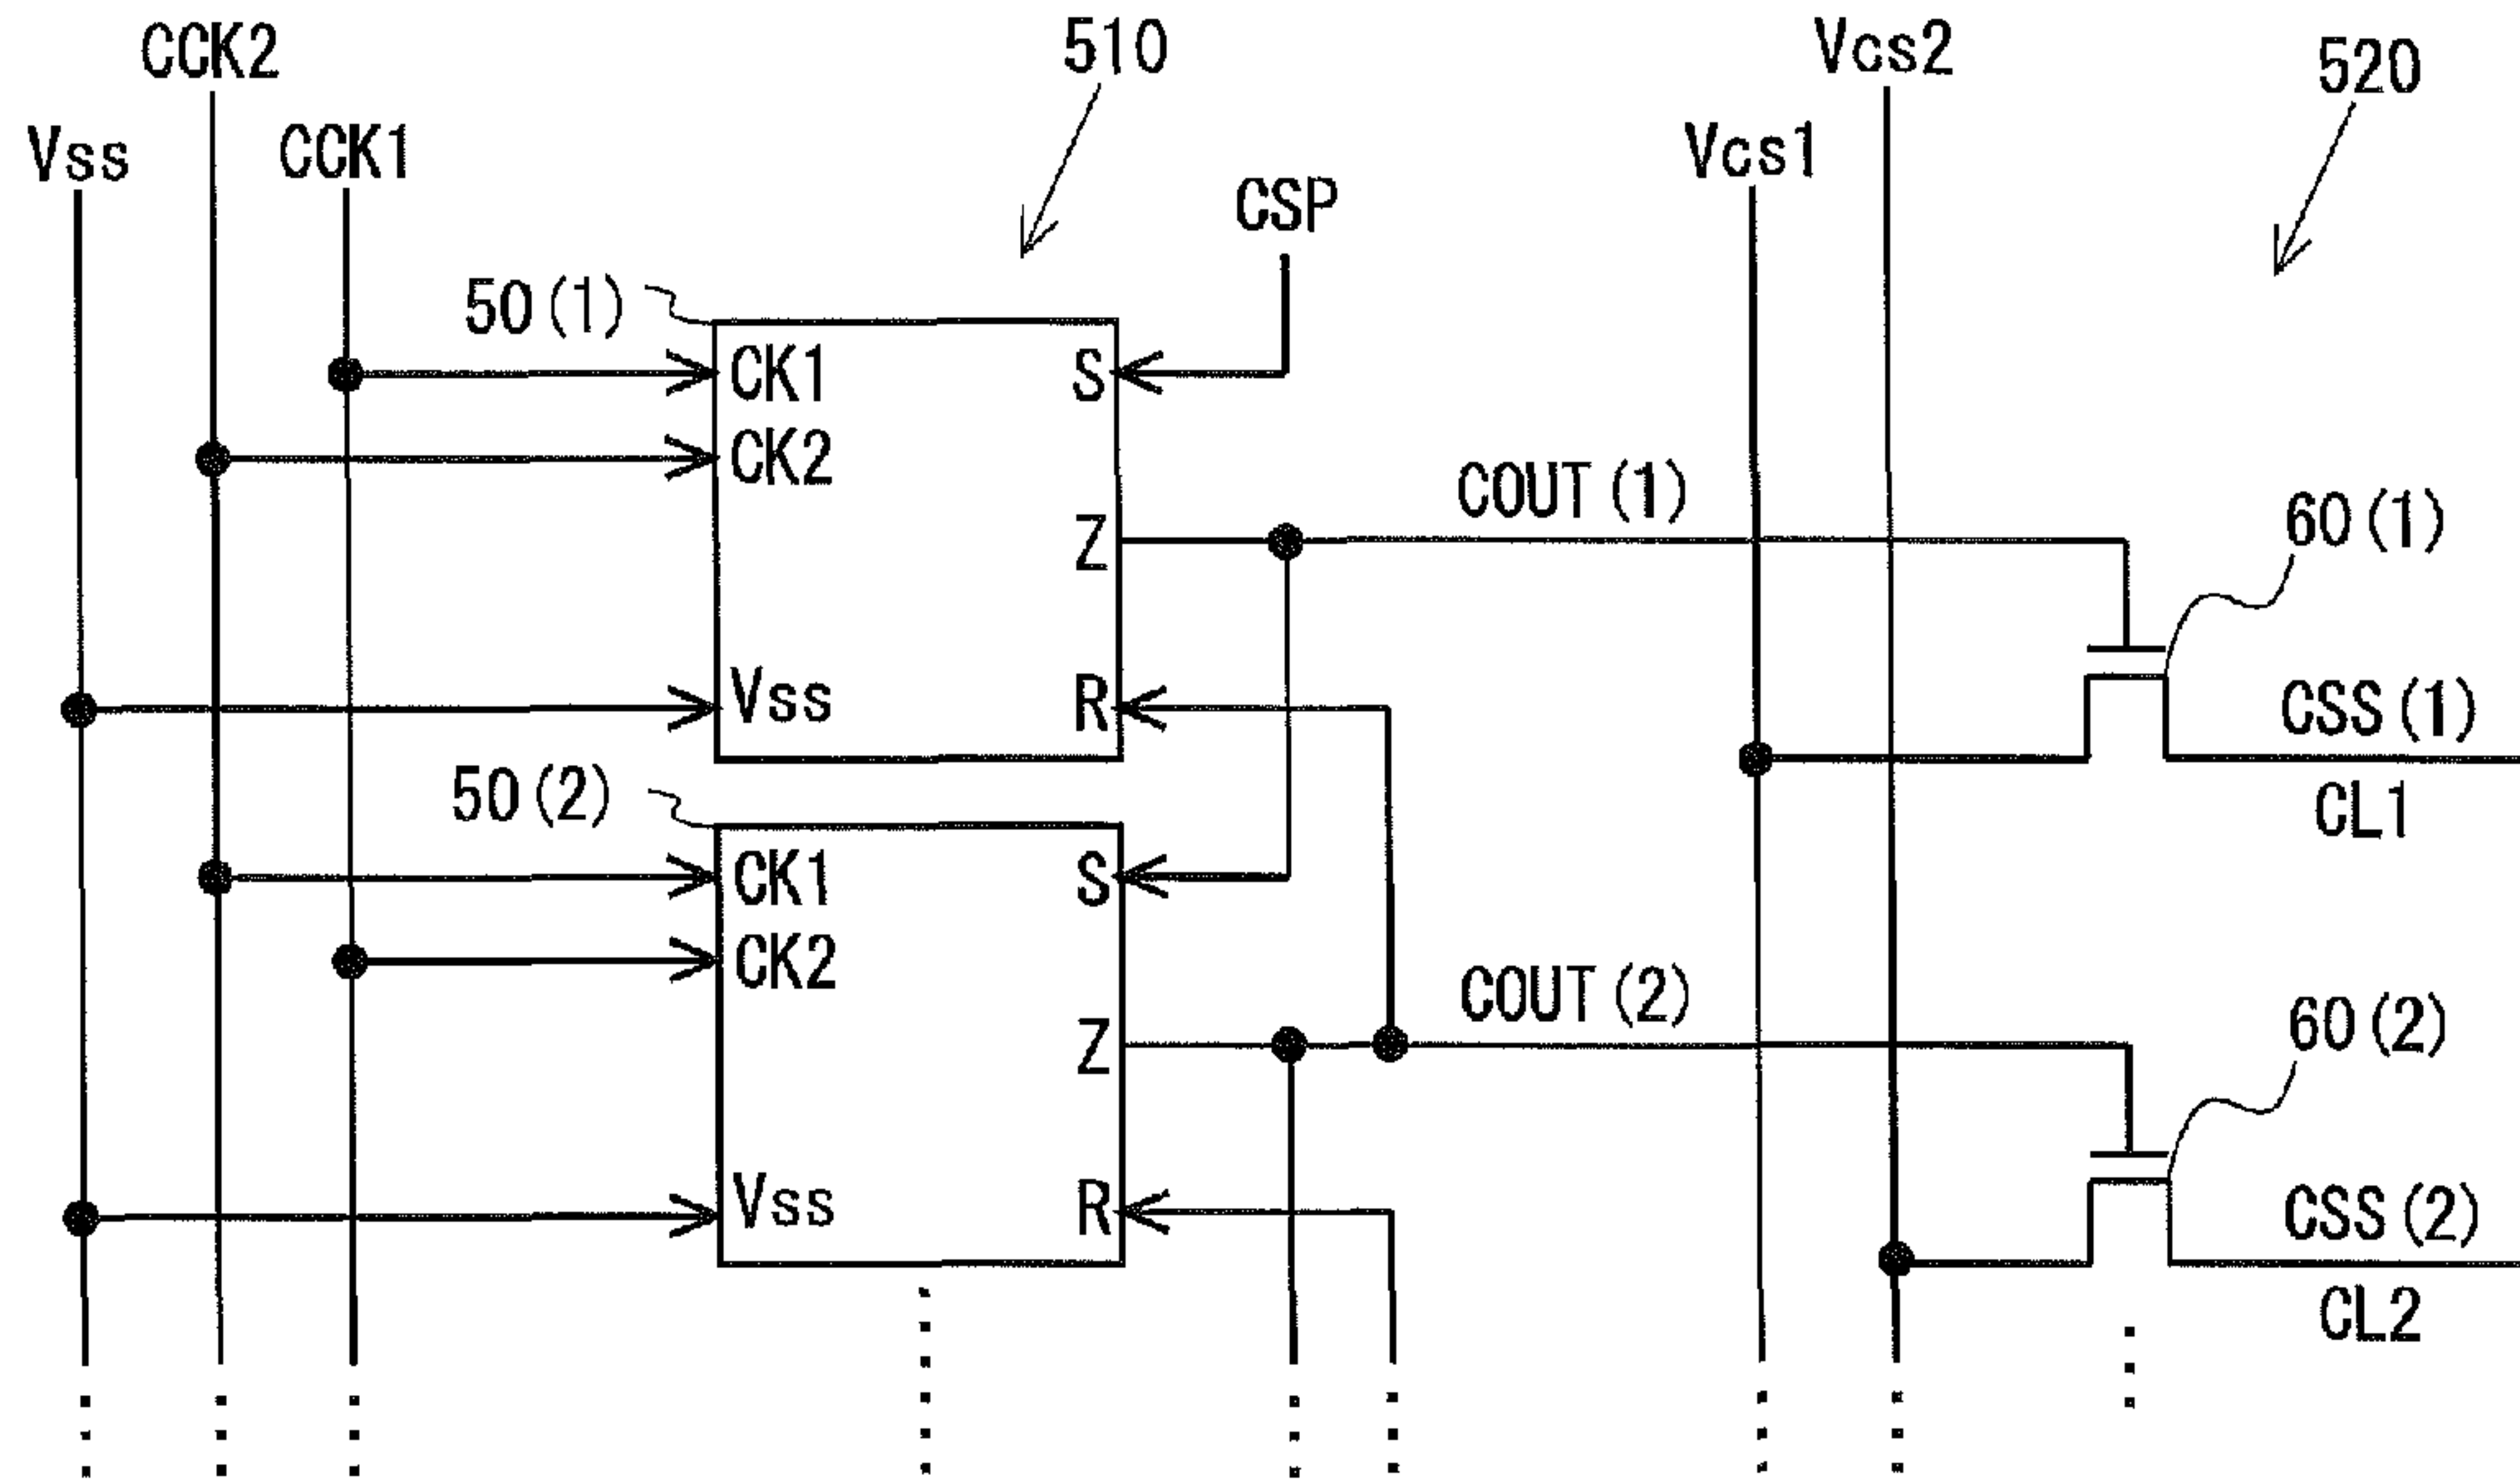 CCK2
Vss
CCK1
510
CSP
Vcs2
Vcs1
520
50(1)
CK1
S
CK2
Z
COUT(1)
60(1)
Vss
R
CSS(1)
CL1
50(2)
CK1
S
CK2
Z
COUT(2)
60(2)
Vss
R
CSS(2)
CL2